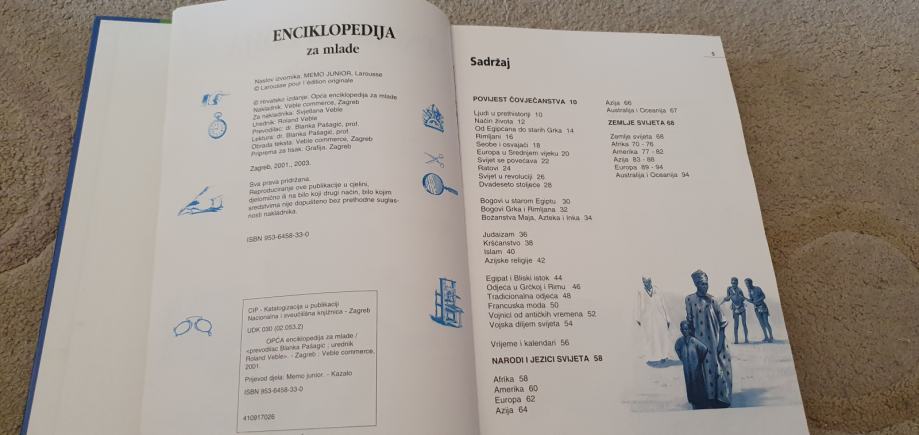 ENCIKLOPEDIJA
za mlade
Naslov izvornika: MEMO JUNIOR, Larousse
© Larousse pour l'édition originale
© Hrvatsko izdanje: Opća enciklopedija za mlade
Nakladnik: Veble commerce, Zagreb
Za nakladnika: Svjetlana Veble
Urednik: Roland Veble
Prevodilac: dr. Blanka Pašagić, prof.
Lektura: dr. Blanka Pašagić, prof.
Obrada teksta: Veble commerce, Zagreb
Priprema za tisak: Grafija, Zagreb
Zagreb, 2001., 2003.
Sva prava pridržana.
Reproduciranje ove publikacije u cjelini,
djelomično ili na bilo koji drugi način, bilo kojim
sredstvima nije dopušteno bez prethodne suglas-
nosti nakladnika.
ISBN 953-6458-33-0
CIP - Katalogizacija u publikaciji
Nacionalna i sveučilišna knjižnica - Zagreb
UDK 030 (02.053.2)
OPĆA enciklopedija za mlade /
<prevodilac Blanka Pašagić ; urednik
Roland Veble>. - Zagreb : Veble commerce,
2001.
Prijevod djela: Memo junior. - Kazalo
ISBN 953-6458-33-0
410917026
5
Sadržaj
POVIJEST ČOVJEČANSTVA 10
Ljudi u prethistoriji 10
Način života 12
Od Egipćana do starih Grka 14
Rimljani 16
Seobe i osvajači 18
Europa u Srednjem vijeku 20
Svijet se povećava 22
Ratovi 24
Svijet u revoluciji 26
Dvadeseto stoljeće 28
Bogovi u starom Egiptu 30
Bogovi Grka i Rimljana 32
Božanstva Maja, Azteka i Inka 34
Judaizam 36
Kršćanstvo 38
Islam 40
Azijske religije 42
Egipat i Bliski istok 44
Odjeća u Grčkoj i Rimu 46
Tradicionalna odjeća 48
Francuska moda 50
Vojnici od antičkih vremena 52
Vojska diljem svijeta 54
Vrijeme i kalendari 56
NARODI I JEZICI SVIJETA 58
Afrika 58
Amerika 60
Europa 62
Azija 64
Azija 66
Australija i Oceanija 67
ZEMLJE SVIJETA 68
Zemlje svijeta 68
Afrika 70 - 76
Amerika 77 - 82
Azija 83 - 88
Europa 89 - 94
Australija i Oceanija 94